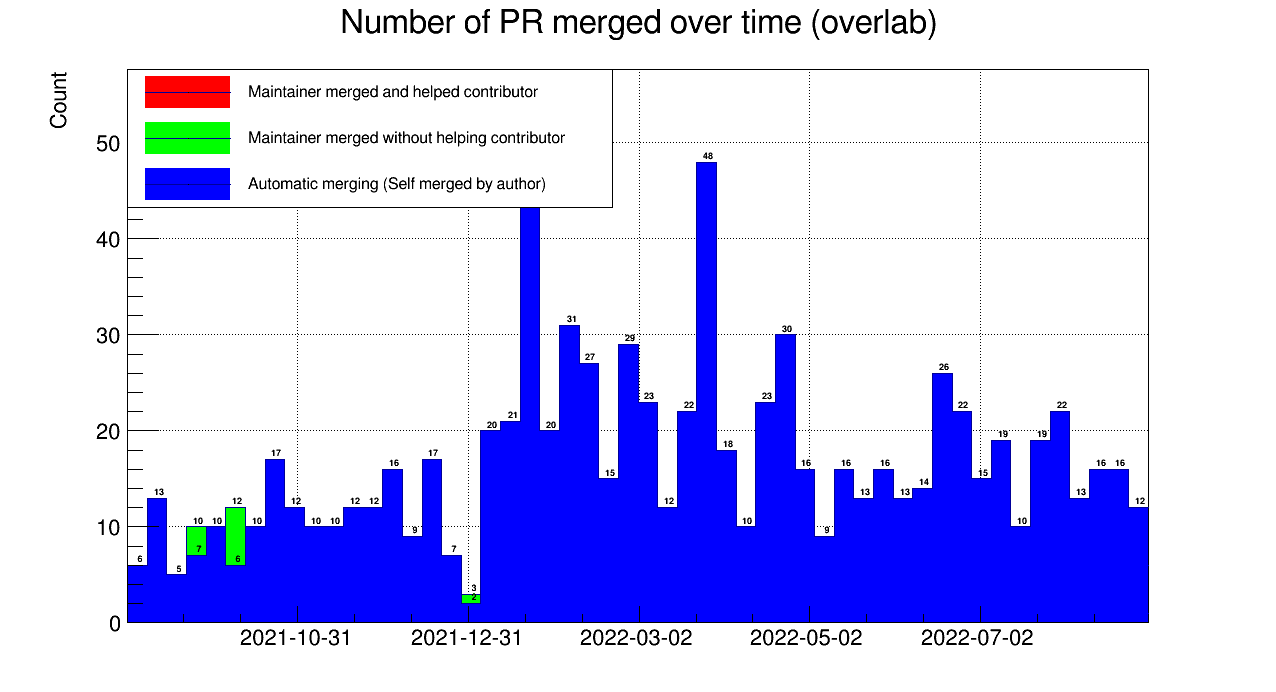 Number of PR merged over time (overlab)
Count
Maintainer merged and helped contributor
Maintainer merged without helping contributor
Automatic merging (Self merged by author)
50
40
30
20
10
0
6 13 5 10 7 10 12 6 10 17 12 10 10 12 12 16 9 17 7 3 2 20 21 20 31 27 15 29 23 12 22 48 18 10 23 30 16 9 16 13 16 13 14 26 22 15 19 10 19 22 13 16 16 12
2021-10-31 2021-12-31 2022-03-02 2022-05-02 2022-07-02